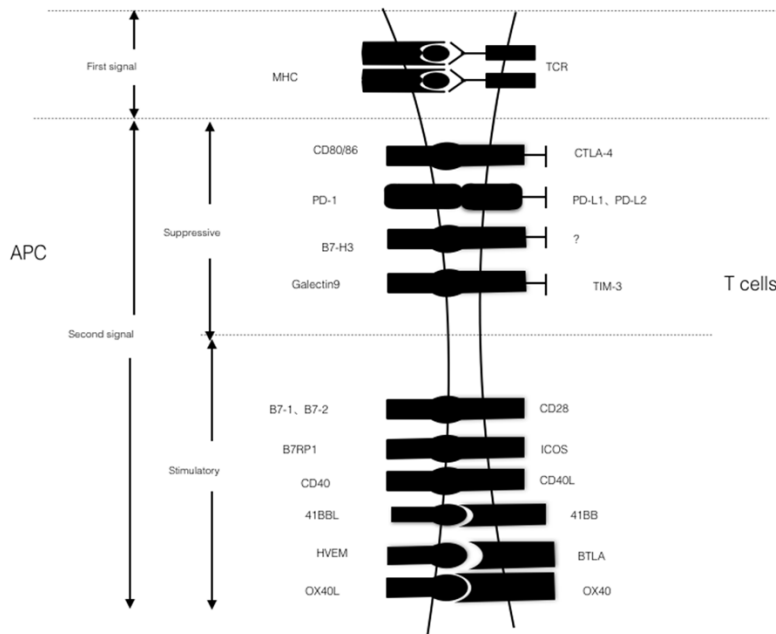 First signal
MHC
TCR
CD80/86
CTLA-4
PD-1
PD-L1、PD-L2
Suppressive
B7-H3
?
APC
Galectin9
TIM-3
T cells
Second signal
B7-1、B7-2
CD28
B7RP1
ICOS
Stimulatory
CD40
CD40L
41BBL
41BB
HVEM
BTLA
OX40L
OX40